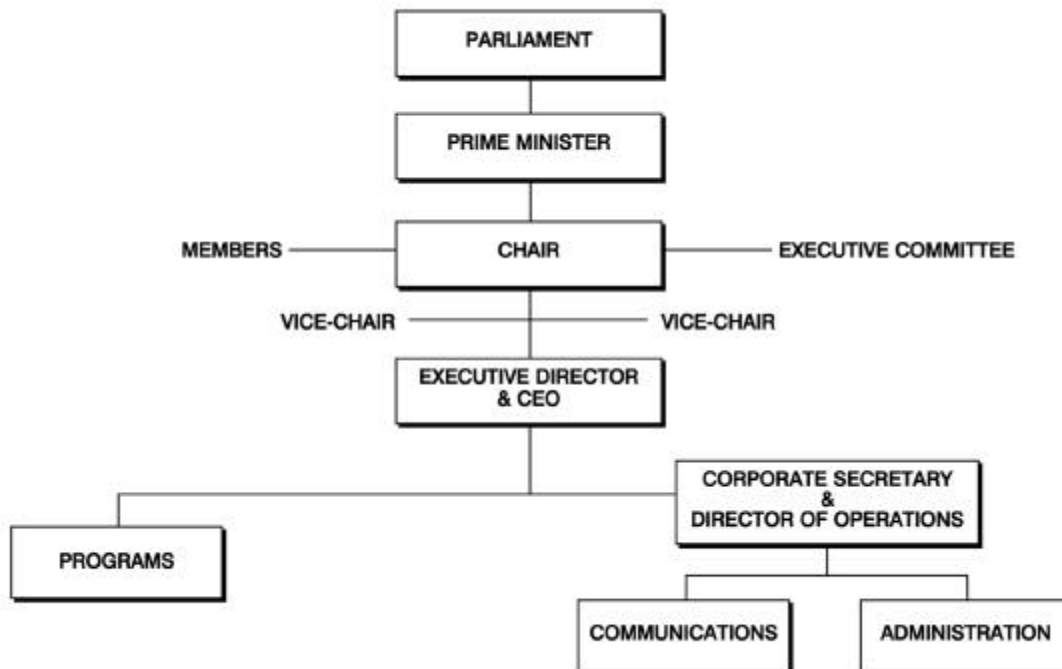 PARLIAMENT
PRIME MINISTER
MEMBERS
CHAIR
EXECUTIVE COMMITTEE
VICE-CHAIR
VICE-CHAIR
EXECUTIVE DIRECTOR
& CEO
CORPORATE SECRETARY
&
DIRECTOR OF OPERATIONS
PROGRAMS
COMMUNICATIONS
ADMINISTRATION